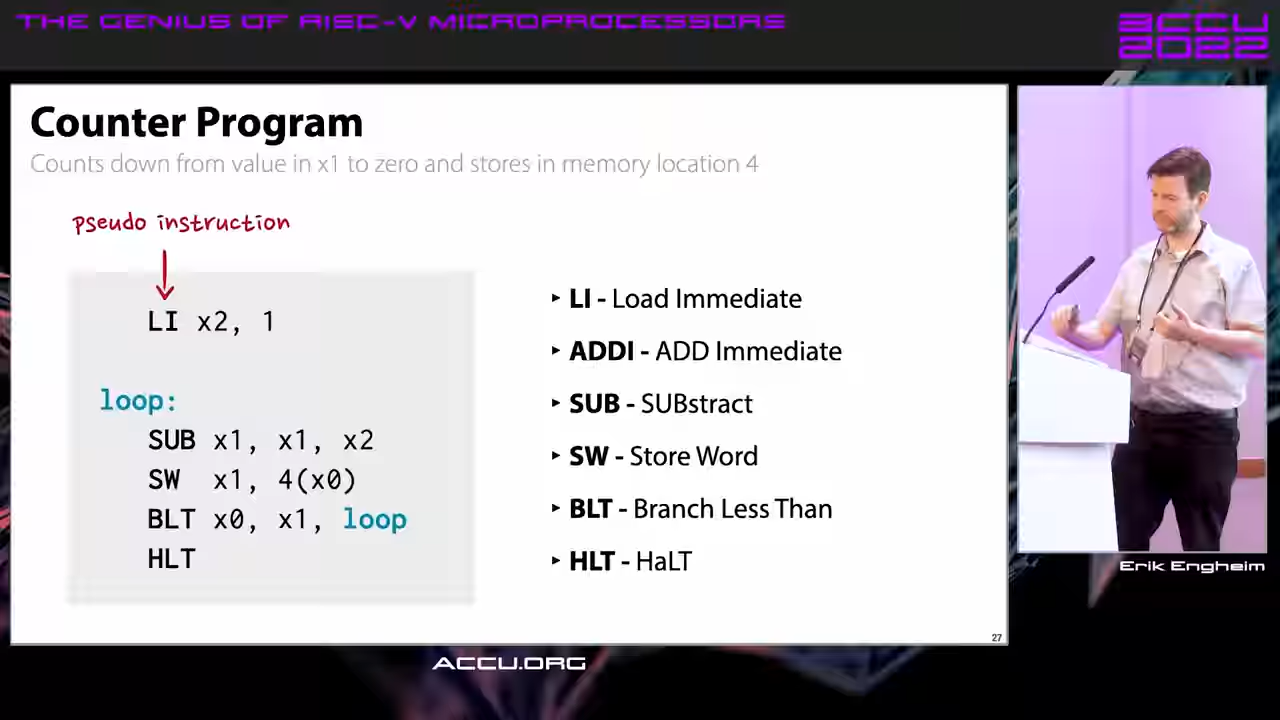 THE GENIUS OF RISC-V MICROPROCESSORS
ACCU
2022
Counter Program
Counts down from value in x1 to zero and stores in memory location 4
pseudo instruction
LI x2, 1
loop:
SUB x1, x1, x2
SW x1, 4(x0)
BLT x0, x1, loop
HLT
‣ LI - Load Immediate
‣ ADDI - ADD Immediate
‣ SUB - SUBstract
‣ SW - Store Word
‣ BLT - Branch Less Than
‣ HLT - HaLT
27
Erik Engheim
ACCU.ORG